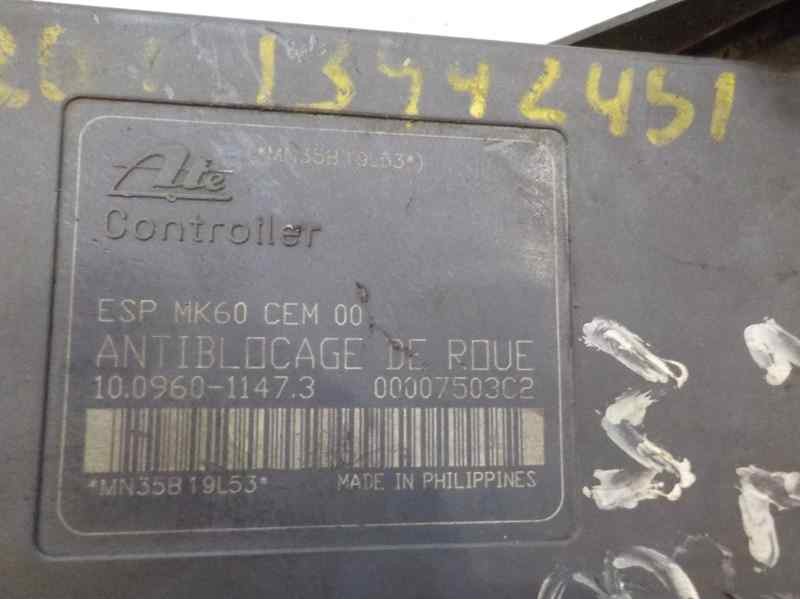 13442451
(*MN35B19L53*)
Ate
Controller
ESP MK60 CEM 00
ANTIBLOCAGE DE ROUE
10.0960-1147.3 00007503C2
*MN35B19L53* MADE IN PHILIPPINES